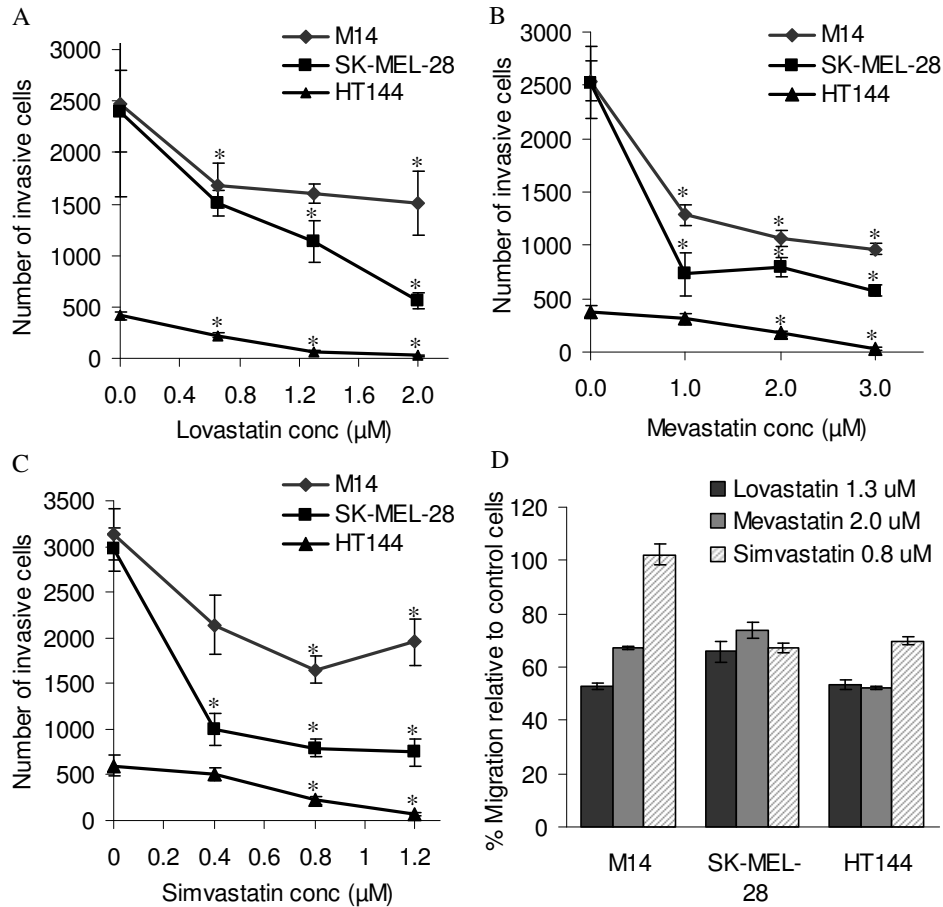 A
M14
SK-MEL-28
HT144
Number of invasive cells
3000
2500
2000
1500
1000
500
0
* * * * * * * *
0.0 0.4 0.8 1.2 1.6 2.0
Lovastatin conc (µM)
B
M14
SK-MEL-28
HT144
Number of invasive cells
3000
2500
2000
1500
1000
500
0
* * * * * * * *
0.0 1.0 2.0 3.0
Mevastatin conc (µM)
C
M14
SK-MEL-28
HT144
Number of invasive cells
3500
3000
2500
2000
1500
1000
500
0
* * * * * * *
0 0.2 0.4 0.6 0.8 1 1.2
Simvastatin conc (µM)
D
Lovastatin 1.3 uM
Mevastatin 2.0 uM
Simvastatin 0.8 uM
% Migration relative to control cells
120
100
80
60
40
20
0
M14 SK-MEL- HT144
28